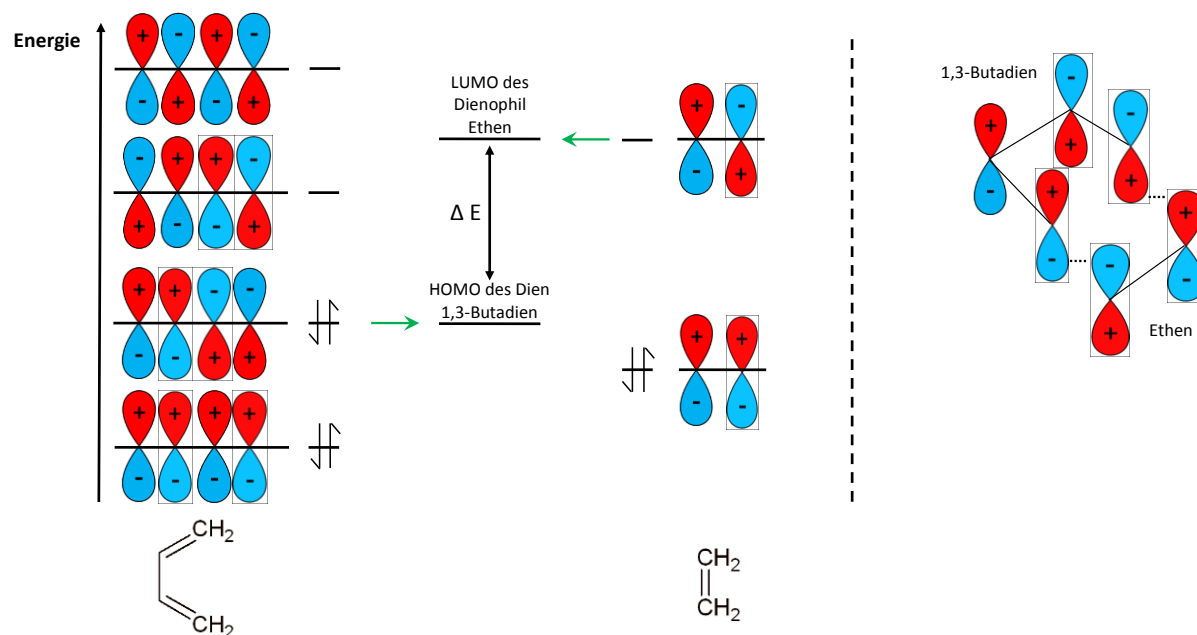 Energie
+ - + -
- + - +
- + + -
+ - - +
+ + - -
- - + +
+ + + +
- - - -
CH2
CH2
LUMO des
Dienophil
Ethen
Δ E
HOMO des Dien
1,3-Butadien
+ -
- +
+ +
- -
CH2
CH2
1,3-Butadien
-
+ -
+
- +
+ +
- -
-
+
Ethen